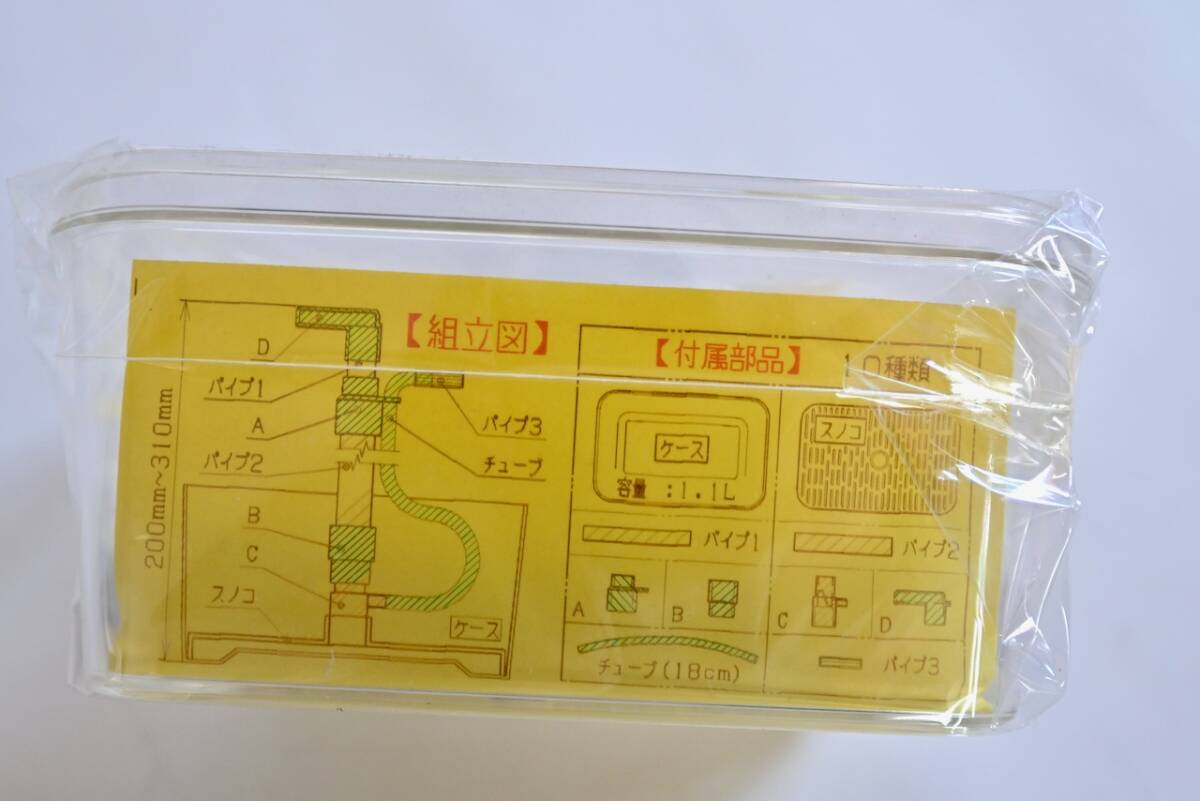 【組立図】
D
パイプ1
A
パイプ2
B
C
スノコ
200mm~310mm
パイプ3
チューブ
ケース
【付属部品】
10種類
ケース
容量 :1.1L
スノコ
パイプ1
パイプ2
A
B
C
D
チューブ(18cm)
パイプ3